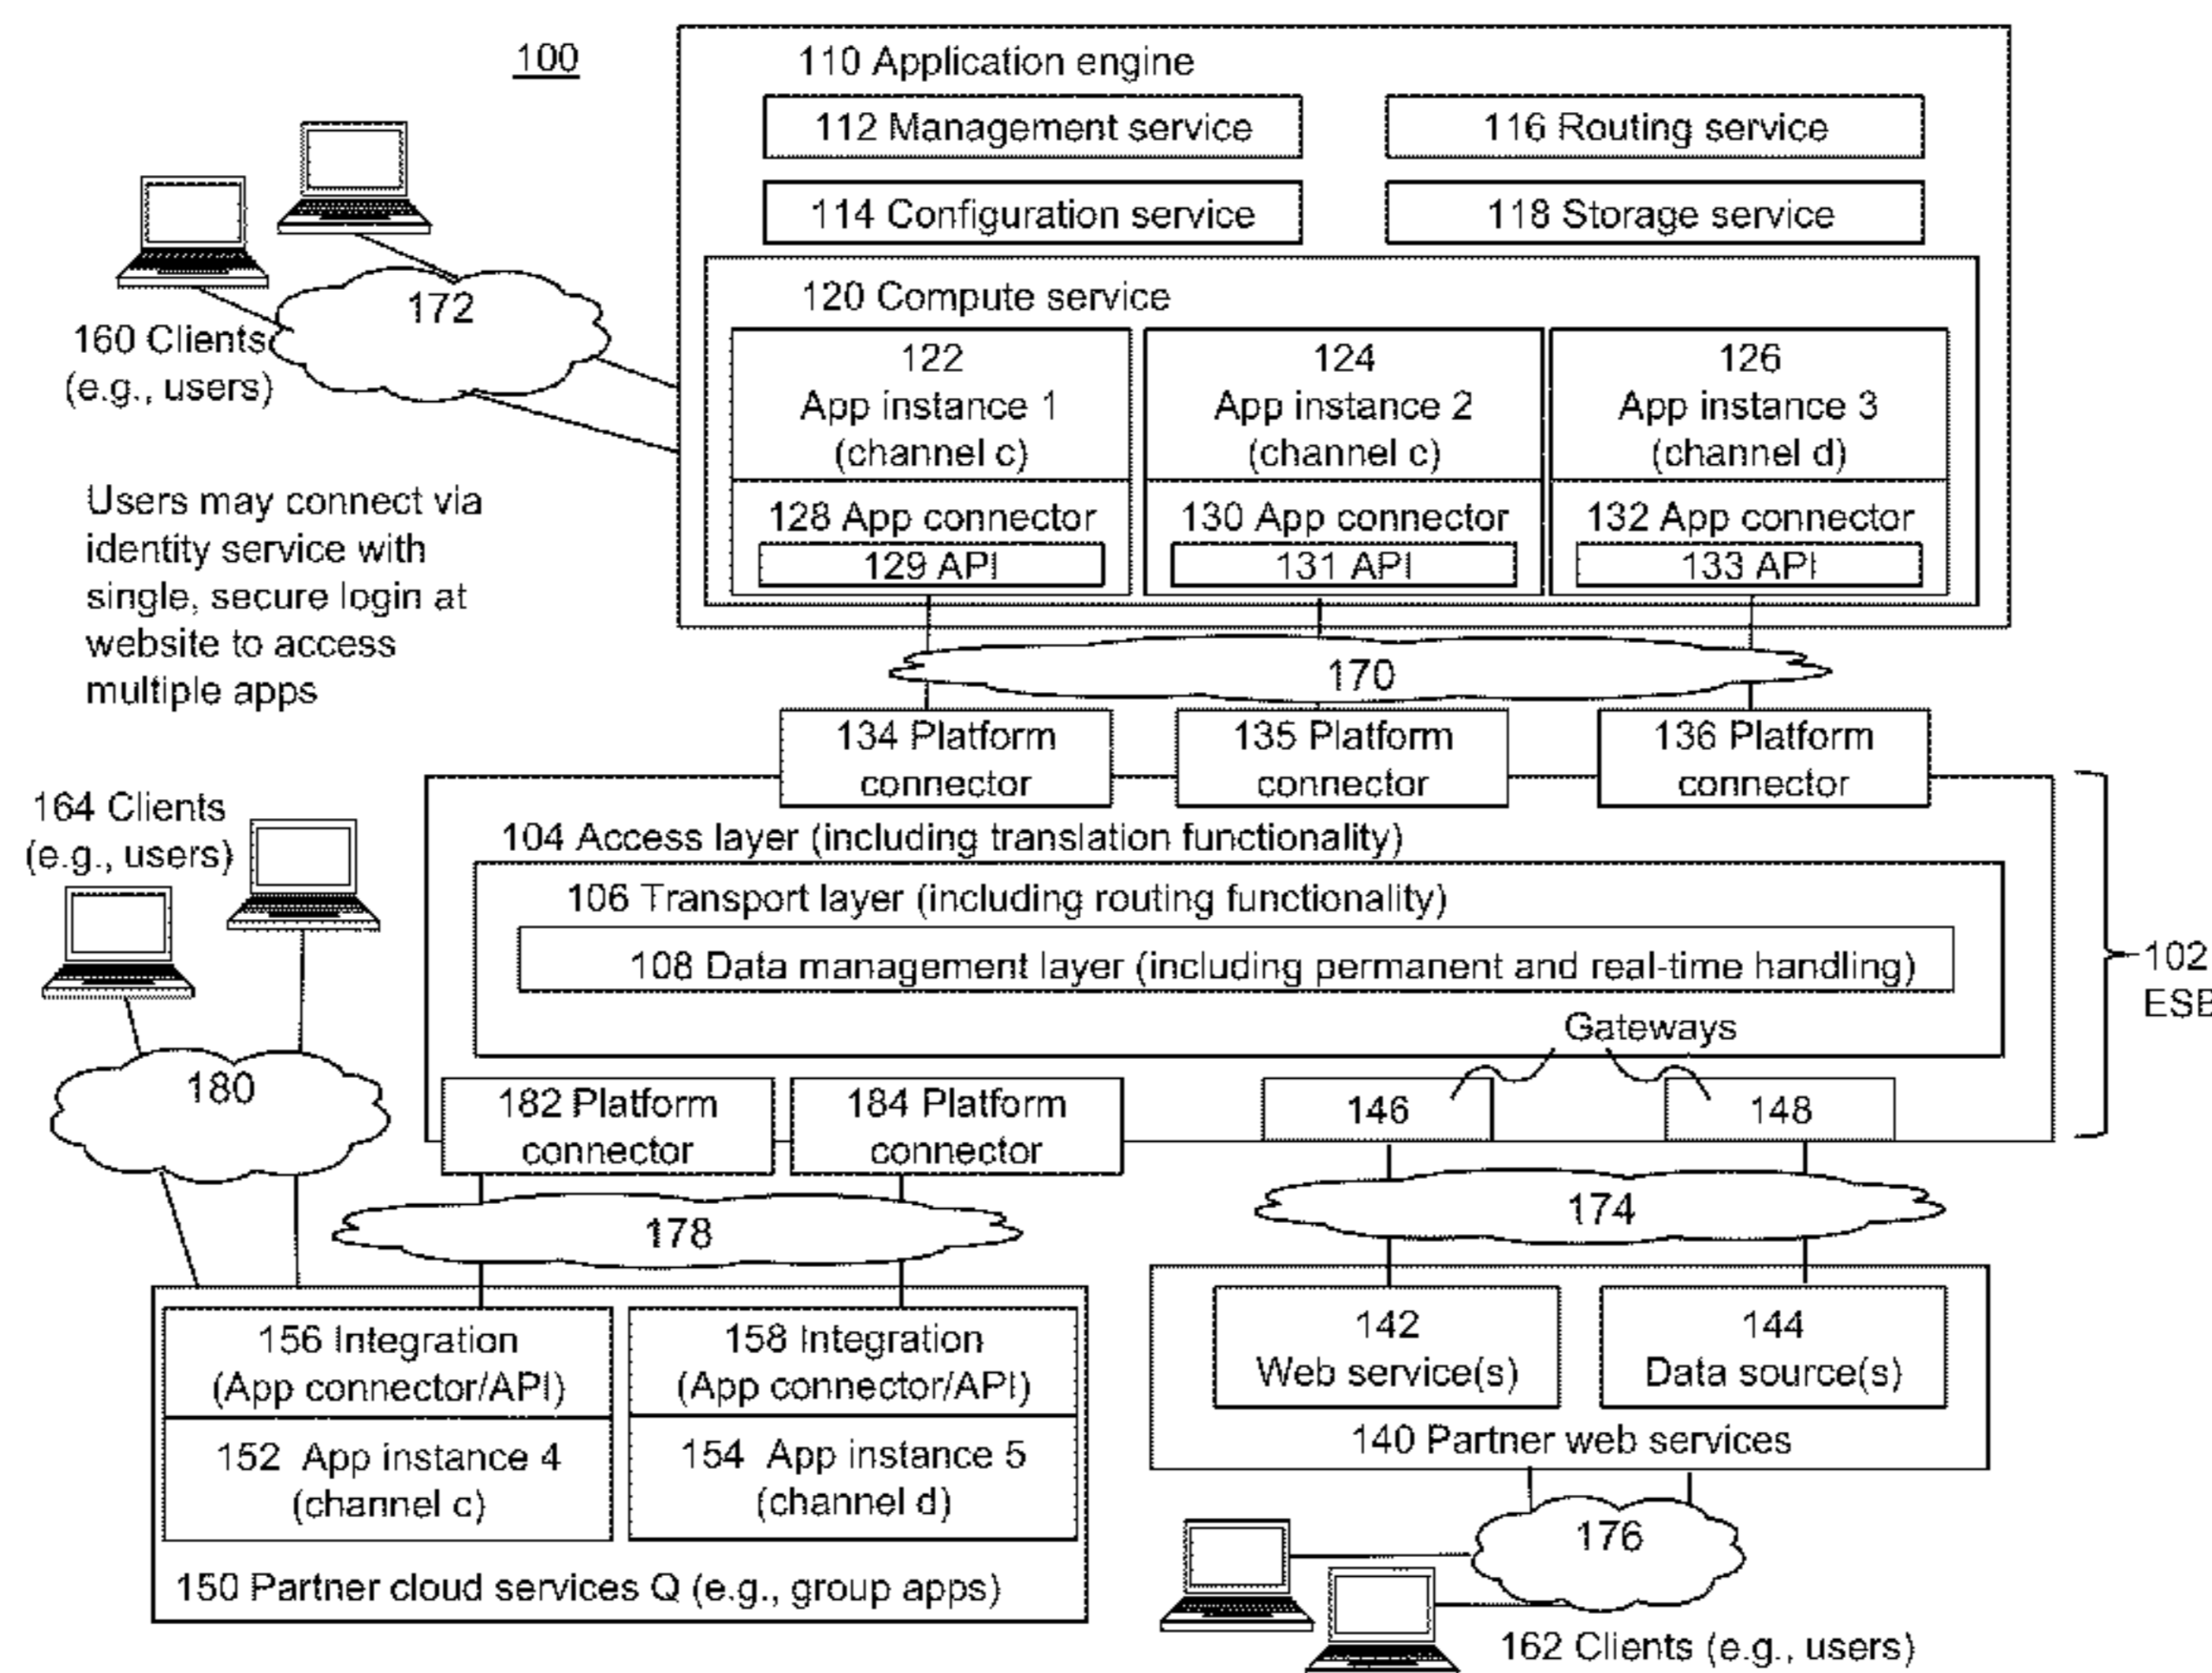 100
110 Application engine
112 Management service
116 Routing service
114 Configuration service
118 Storage service
120 Compute service
122
App instance 1
(channel c)
124
App instance 2
(channel c)
126
App instance 3
(channel d)
128 App connector
129 API
130 App connector
131 API
132 App connector
133 API
172
160 Clients
(e.g., users)
Users may connect via
identity service with
single, secure login at
website to access
multiple apps
170
134 Platform
connector
135 Platform
connector
136 Platform
connector
164 Clients
(e.g., users)
104 Access layer (including translation functionality)
106 Transport layer (including routing functionality)
108 Data management layer (including permanent and real-time handling)
102
ESB
Gateways
180
182 Platform
connector
184 Platform
connector
146
148
178
174
156 Integration
(App connector/API)
158 Integration
(App connector/API)
152 App instance 4
(channel c)
154 App instance 5
(channel d)
150 Partner cloud services Q (e.g., group apps)
142
Web service(s)
144
Data source(s)
140 Partner web services
176
162 Clients (e.g., users)